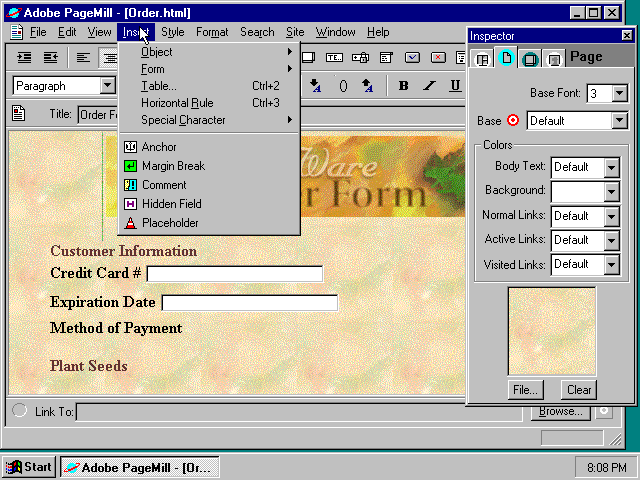 Adobe PageMill - [Order.html]
File Edit View Insert Style Format Search Site Window Help
Object
Form
Table... Ctrl+2
Horizontal Rule Ctrl+3
Special Character
Anchor
Margin Break
Comment
Hidden Field
Placeholder
Paragraph
B I U
Title: Order Fo
Ware
r Form
Customer Information
Credit Card #
Expiration Date
Method of Payment
Plant Seeds
Link To:
Browse...
Inspector
Page
Base Font: 3
Base Default
Colors
Body Text: Default
Background:
Normal Links: Default
Active Links: Default
Visited Links: Default
File... Clear
Start Adobe PageMill - [Or... 8:08 PM